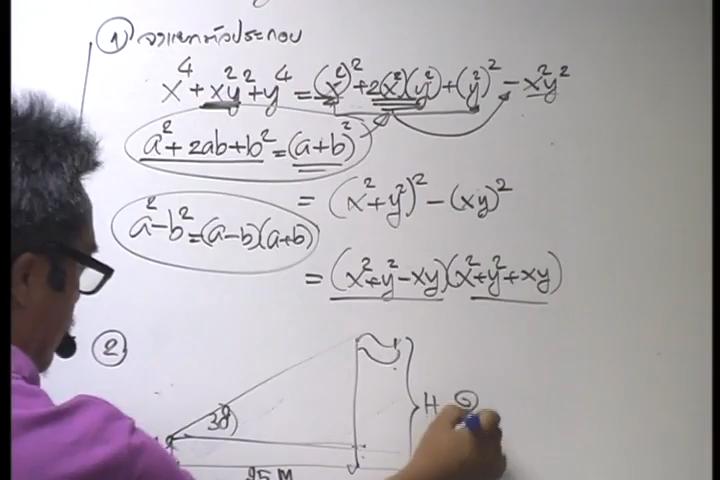 ① จงแยกตัวประกอบ
x⁴ + x²y² + y⁴ = (x²)² + 2(x²)(y²) + (y²)² − x²y²
a² + 2ab + b² = (a+b)²
= (x² + y²)² − (xy)²
a² − b² = (a−b)(a+b)
= (x² + y² − xy)(x² + y² + xy)
②
H
38°